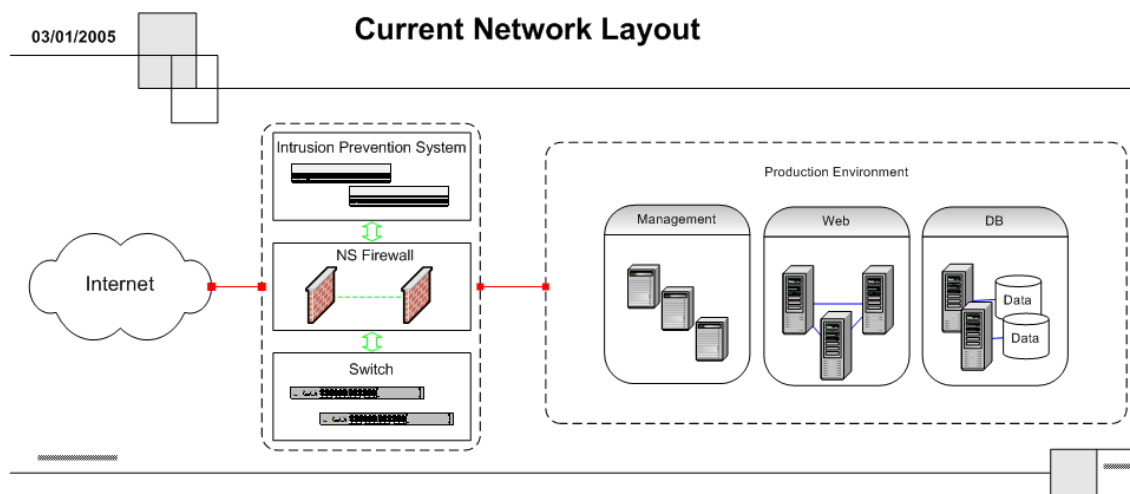 03/01/2005
Current Network Layout
Intrusion Prevention System
NS Firewall
Switch
Internet
Production Environment
Management
Web
DB
Data
Data